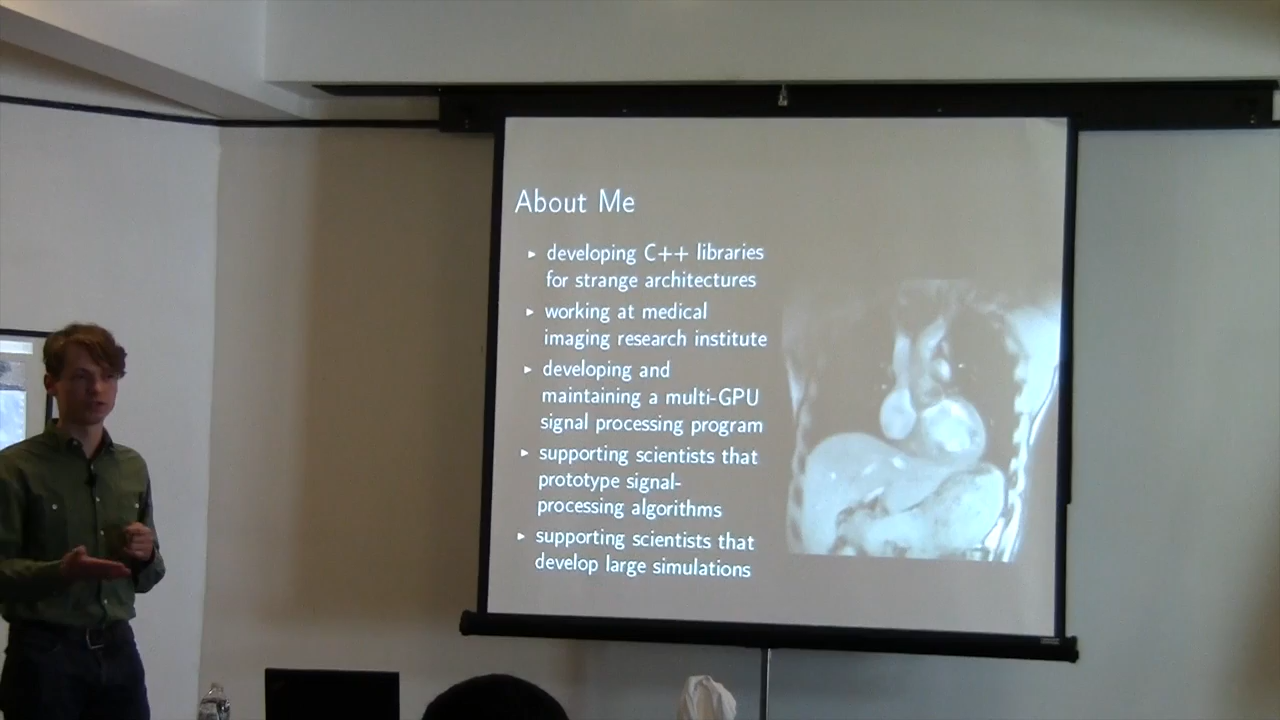 About Me
▸ developing C++ libraries
for strange architectures
▸ working at medical
imaging research institute
▸ developing and
maintaining a multi-GPU
signal processing program
▸ supporting scientists that
prototype signal-
processing algorithms
▸ supporting scientists that
develop large simulations